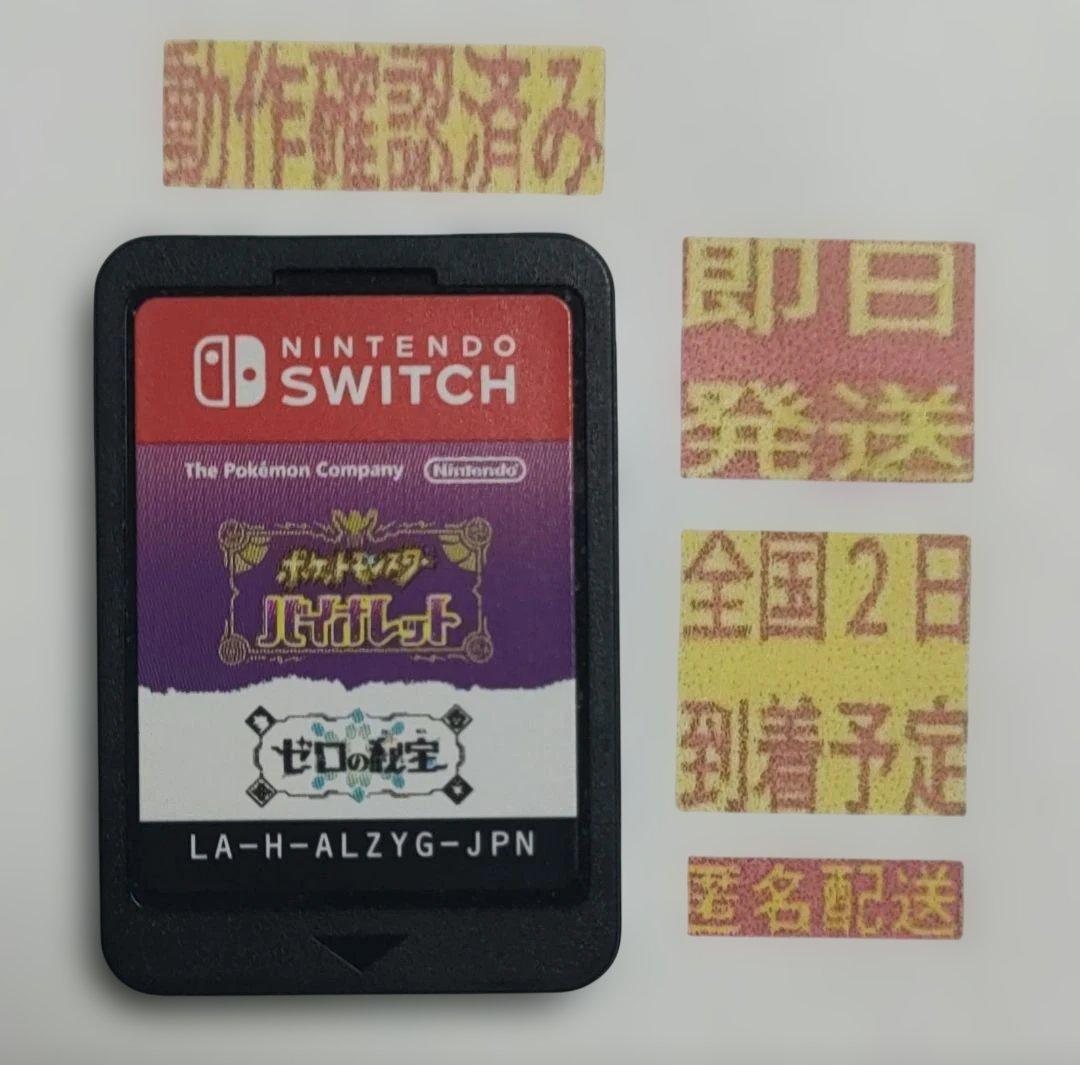 動作確認済み
NINTENDO
SWITCH
The Pokémon Company Nintendo
ポケットモンスター
バイオレット
ゼロの秘宝
LA-H-ALZYG-JPN
即日
発送
全国2日
到着予定
匿名配送